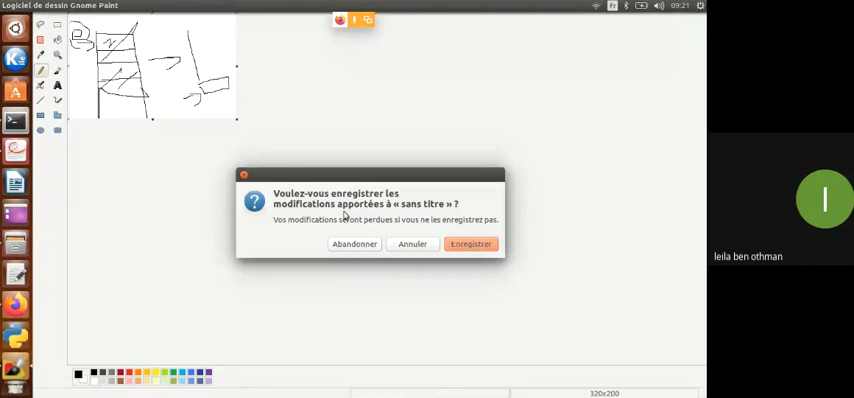 Logiciel de dessin Gnome Paint
Fr
09:21
Voulez-vous enregistrer les
modifications apportées à « sans titre » ?
Vos modifications seront perdues si vous ne les enregistrez pas.
Abandonner Annuler Enregistrer
I
leila ben othman
320x200